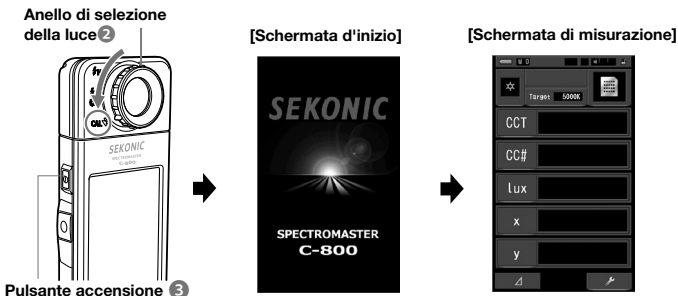 Anello di selezione
della luce 2
[Schermata d'inizio]
[Schermata di misurazione]
CAL
SEKONIC
SPECTROMASTER
C-800
Pulsante accensione 3
SEKONIC
SPECTROMASTER
C-800
Target 5000K
CCT
CC#
Lux
x
y